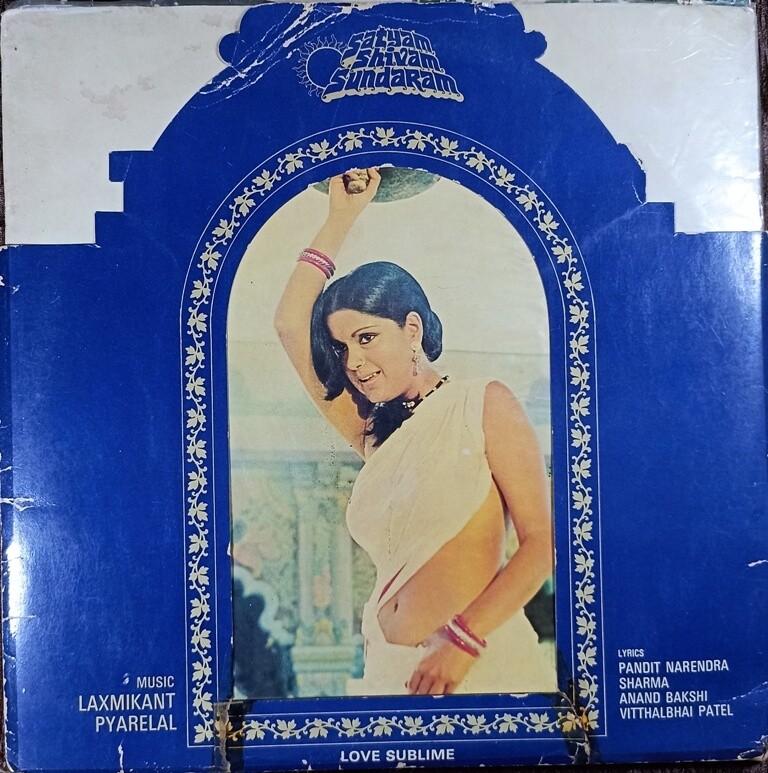 Satyam
Shivam
Sundaram
MUSIC
LAXMIKANT
PYARELAL
LYRICS
PANDIT NARENDRA
SHARMA
ANAND BAKSHI
VITTHALBHAI PATEL
LOVE SUBLIME